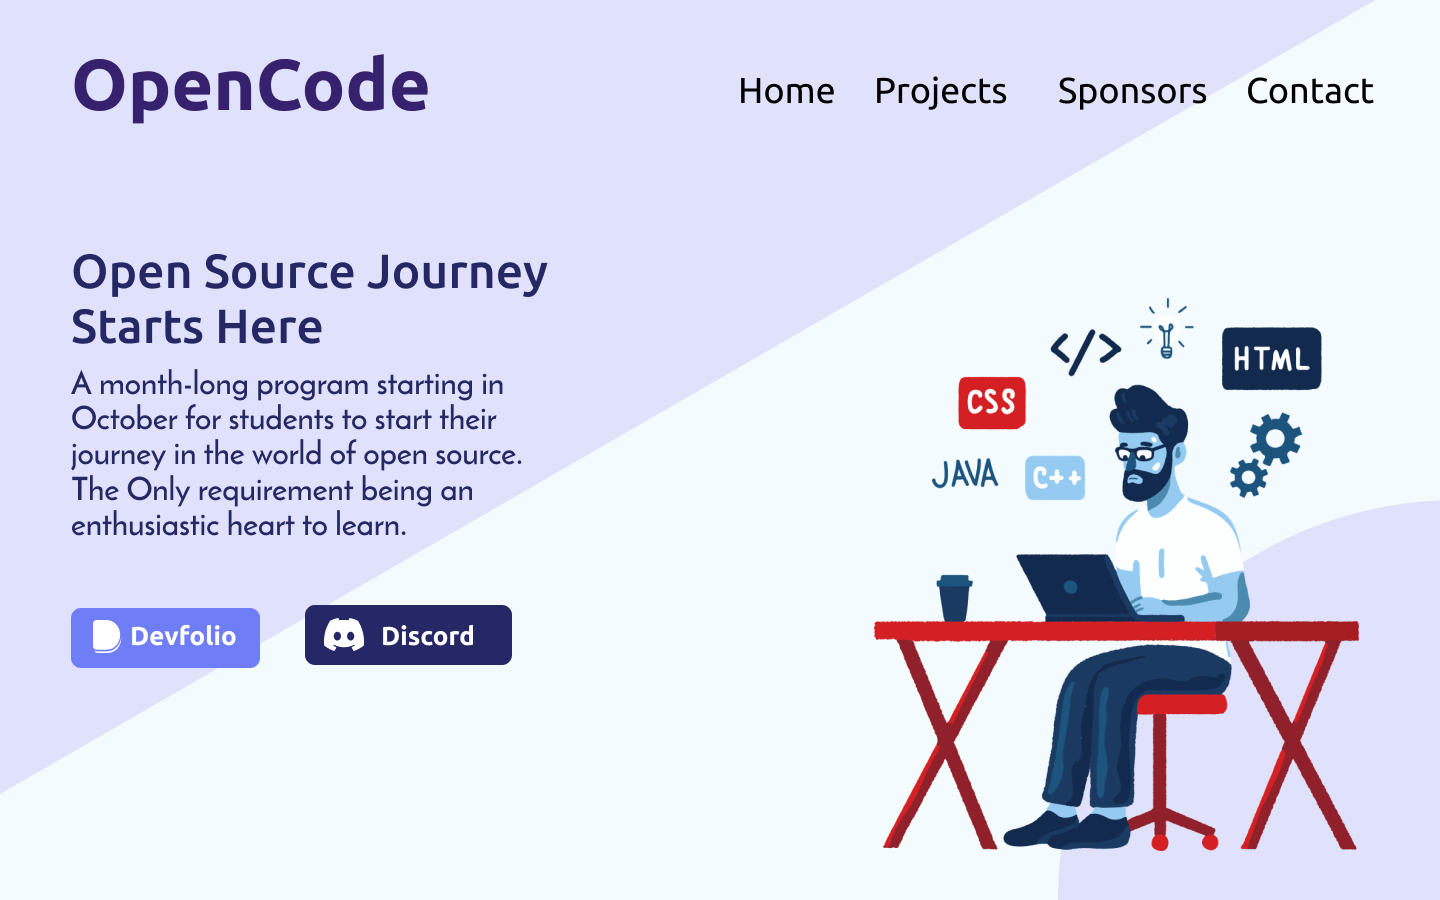 OpenCode
Home Projects Sponsors Contact
Open Source Journey
Starts Here
A month-long program starting in
October for students to start their
journey in the world of open source.
The Only requirement being an
enthusiastic heart to learn.
Devfolio Discord
</>
HTML
CSS
JAVA
C++